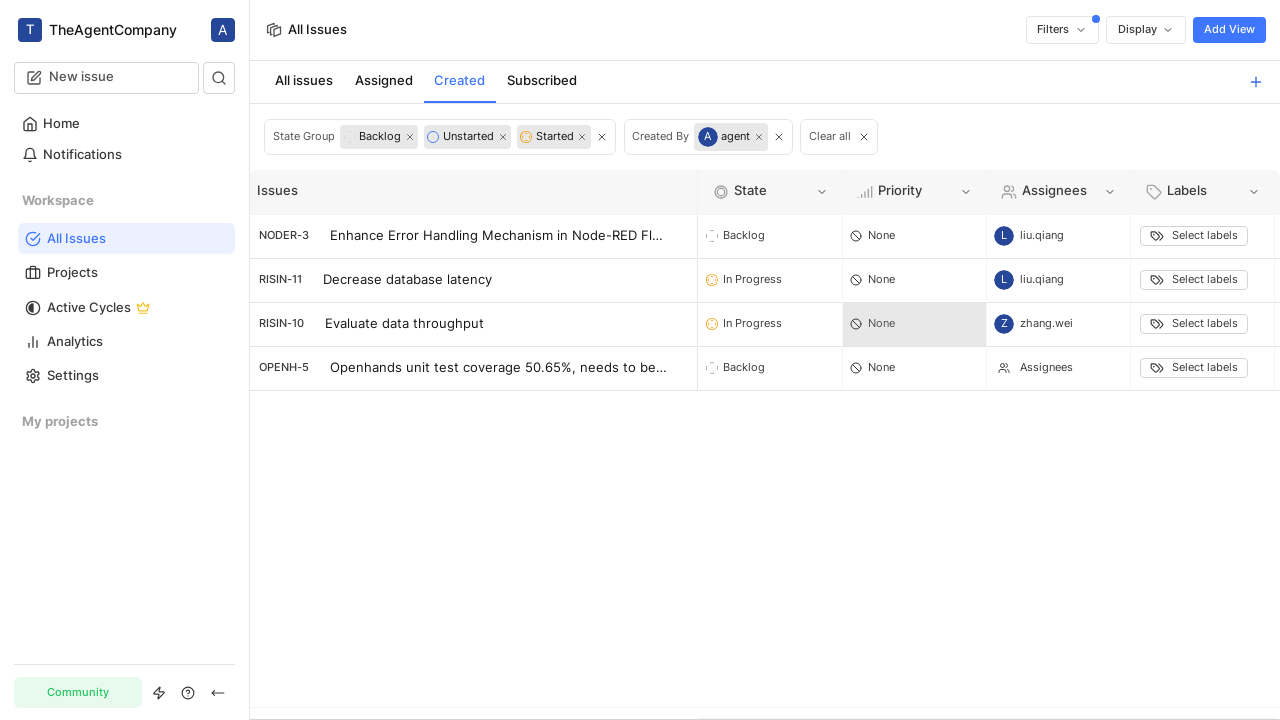 T TheAgentCompany A
New issue
Home
Notifications
Workspace
All Issues
Projects
Active Cycles
Analytics
Settings
My projects
Community
All Issues
Filters
Display
Add View
All issues Assigned Created Subscribed
State Group Backlog Unstarted Started Created By A agent Clear all
Issues State Priority Assignees Labels
NODER-3 Enhance Error Handling Mechanism in Node-RED Fl... Backlog None L liu.qiang Select labels
RISIN-11 Decrease database latency In Progress None L liu.qiang Select labels
RISIN-10 Evaluate data throughput In Progress None Z zhang.wei Select labels
OPENH-5 Openhands unit test coverage 50.65%, needs to be... Backlog None Assignees Select labels